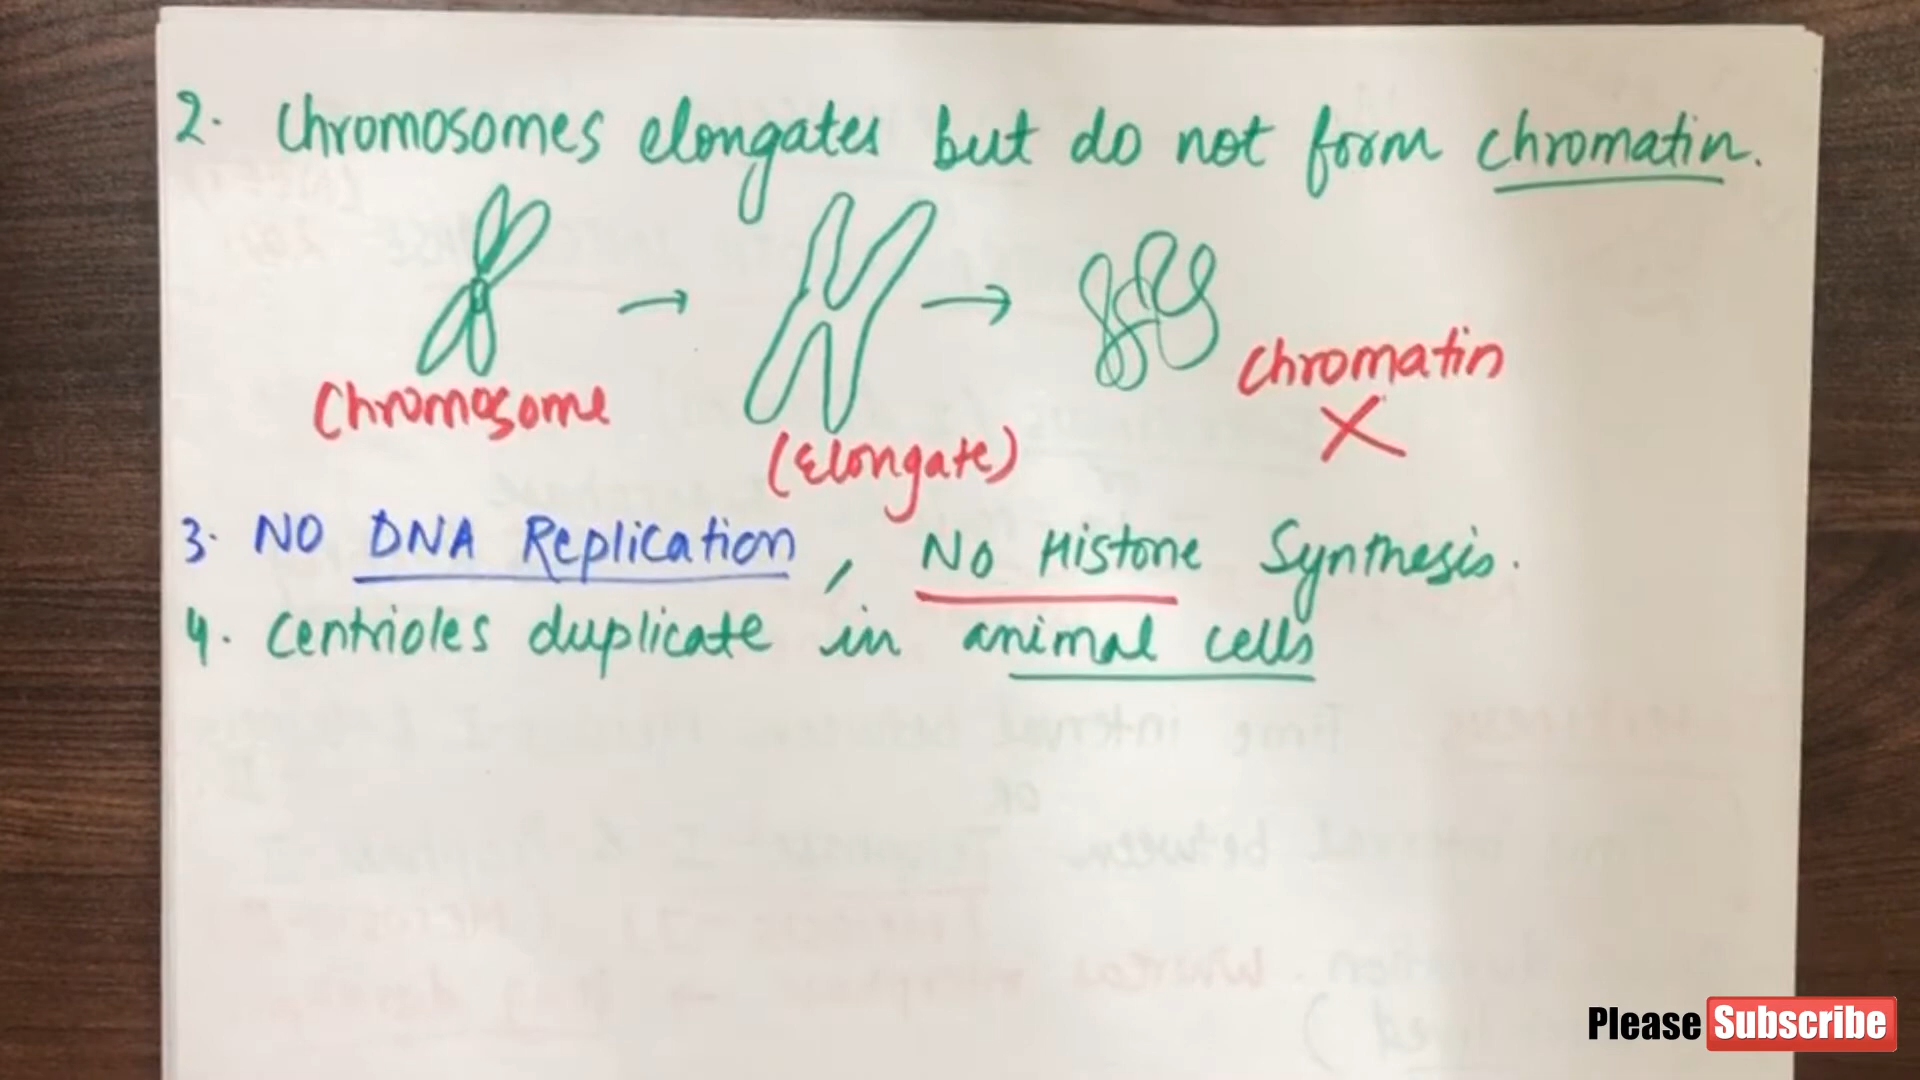 2. Chromosomes elongates but do not form chromatin.
Chromosome
(Elongate)
Chromatin
X
3. NO DNA Replication, No Histone Synthesis.
4. Centrioles duplicate in animal cells
Please Subscribe